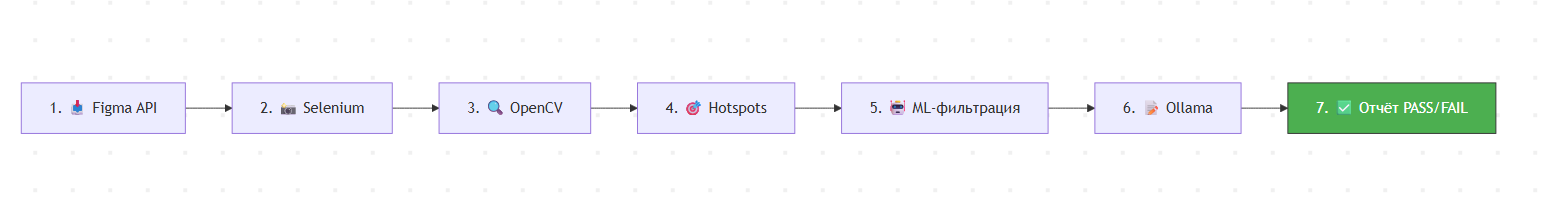 1. 📥 Figma API
2. 📷 Selenium
3. 🔍 OpenCV
4. 🎯 Hotspots
5. 🤖 ML-фильтрация
6. 📝 Ollama
7. ✅ Отчёт PASS/FAIL